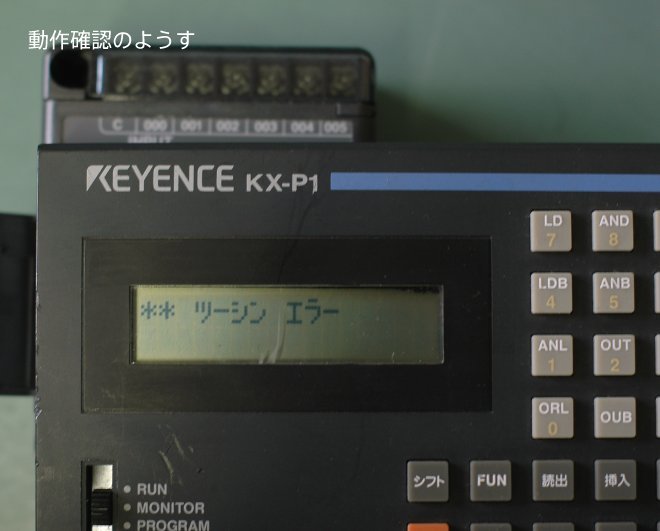 動作確認のようす
C 000 001 002 003 004 005
INPUT
KEYENCE KX-P1
** ツーシン エラー
LD AND
7 8
LDB ANB
4 5
ANL OUT
1 2
ORL OUB
0
シフト FUN 読出 挿入
RUN
MONITOR
PROGRAM